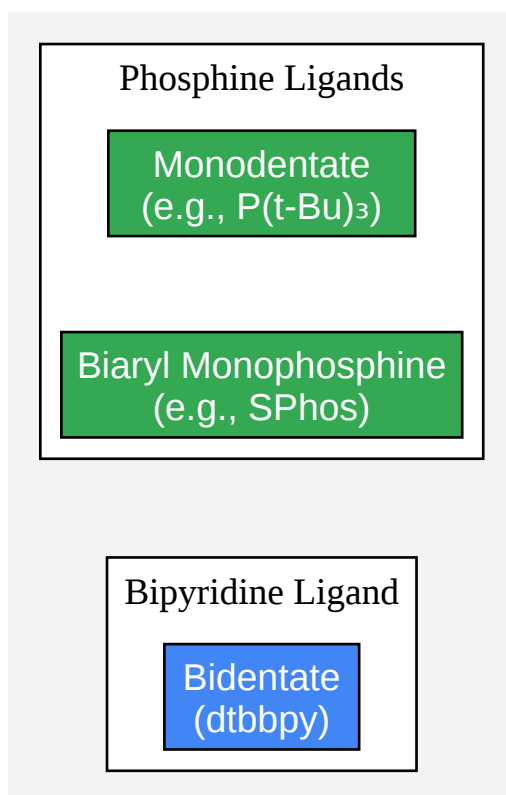 Phosphine Ligands
Monodentate
(e.g., P(t-Bu)₃)
Biaryl Monophosphine
(e.g., SPhos)
Bipyridine Ligand
Bidentate
(dtbbpy)